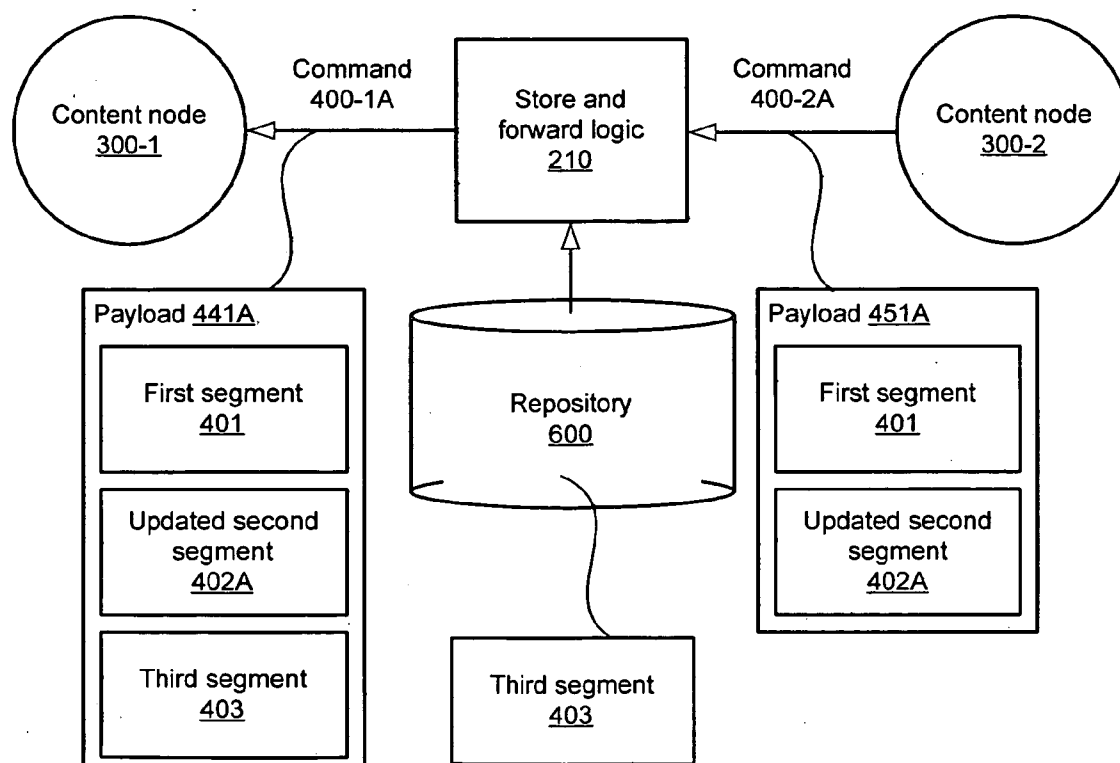 Content node
300-1
Command
400-1A
Store and
forward logic
210
Command
400-2A
Content node
300-2
Payload 441A
First segment
401
Updated second
segment
402A
Third segment
403
Repository
600
Third segment
403
Payload 451A
First segment
401
Updated second
segment
402A